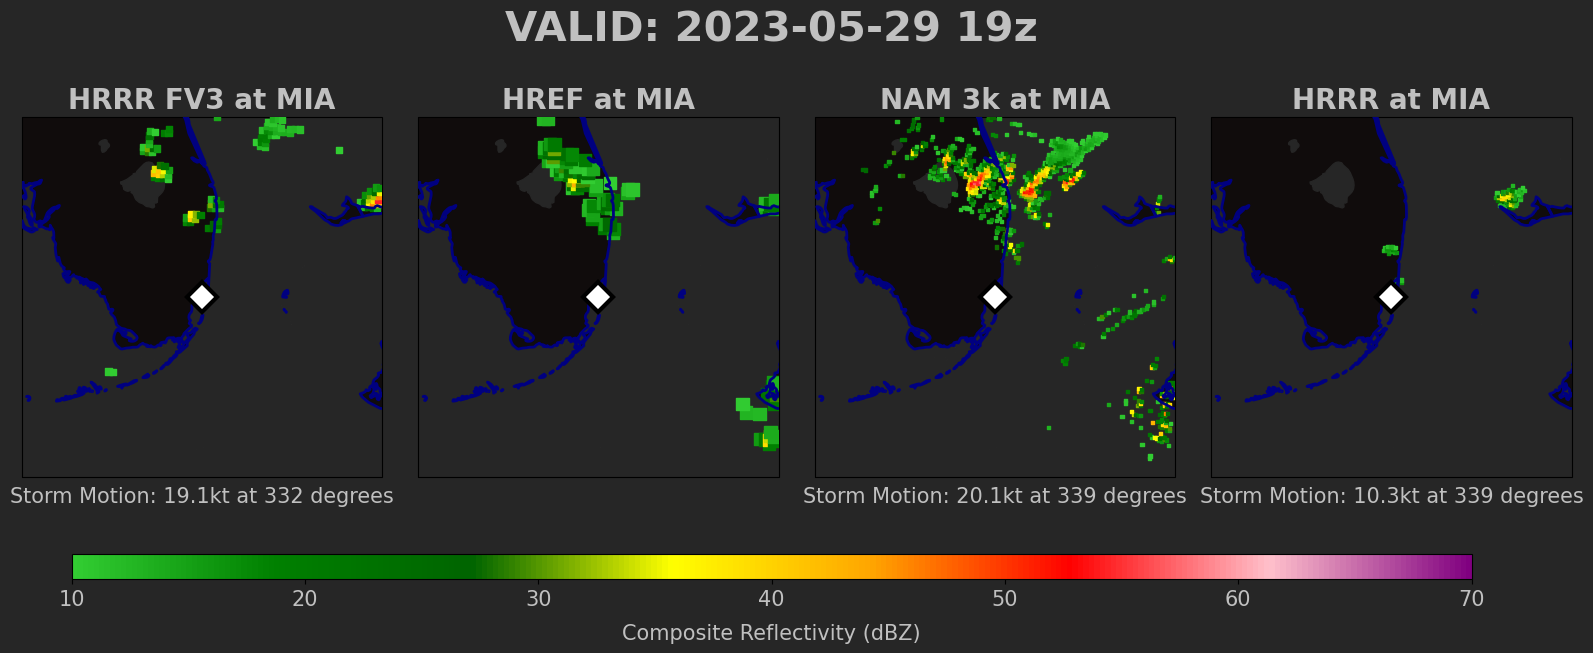 VALID: 2023-05-29 19z
HRRR FV3 at MIA
HREF at MIA
NAM 3k at MIA
HRRR at MIA
Storm Motion: 19.1kt at 332 degrees
Storm Motion: 20.1kt at 339 degrees
Storm Motion: 10.3kt at 339 degrees
10 20 30 40 50 60 70
Composite Reflectivity (dBZ)